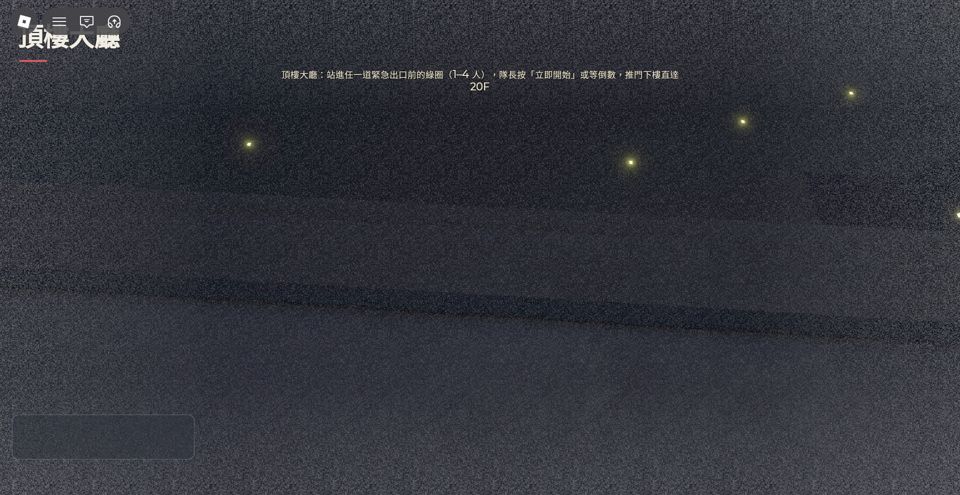 頂樓大廳
頂樓大廳：站進任一道緊急出口前的綠圈（1–4 人），隊長按「立即開始」或等倒數，推門下樓直達
20F